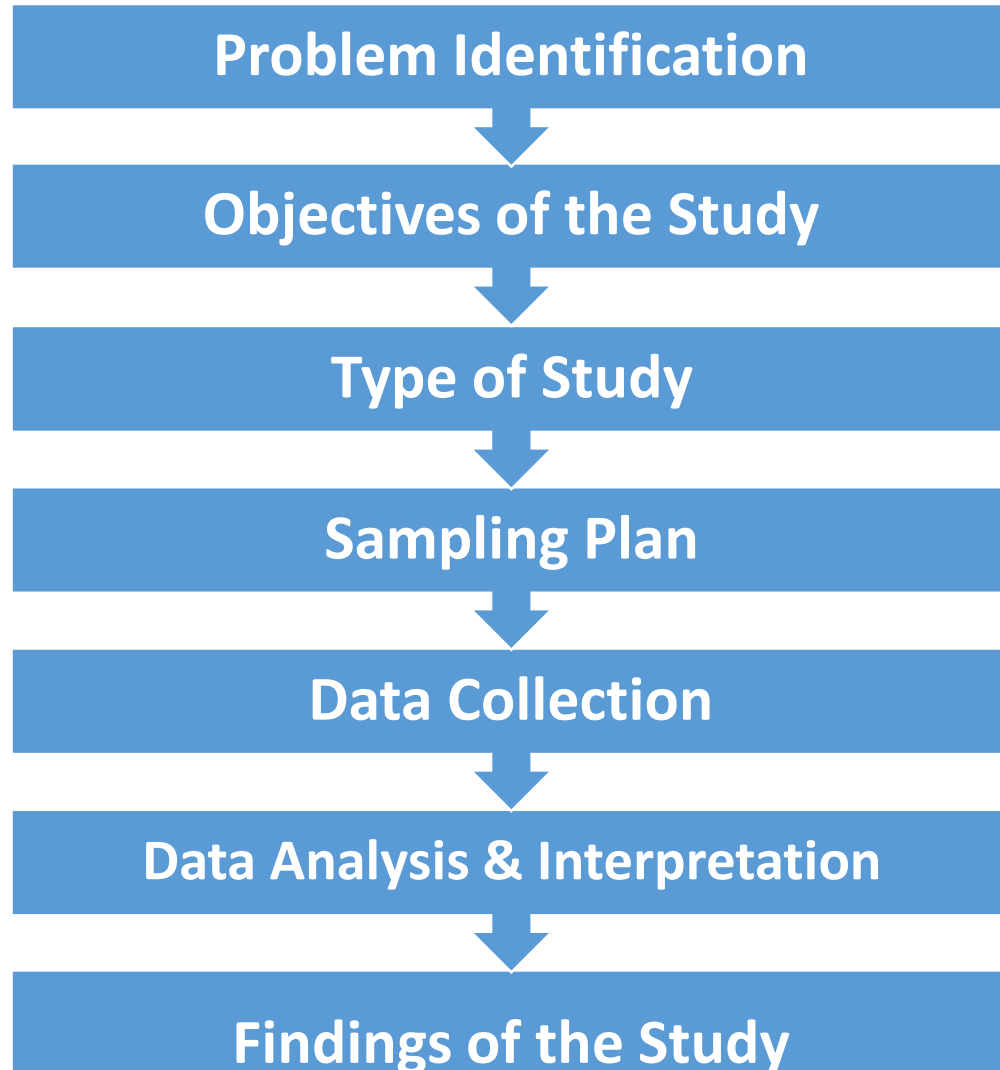 Problem Identification
Objectives of the Study
Type of Study
Sampling Plan
Data Collection
Data Analysis & Interpretation
Findings of the Study